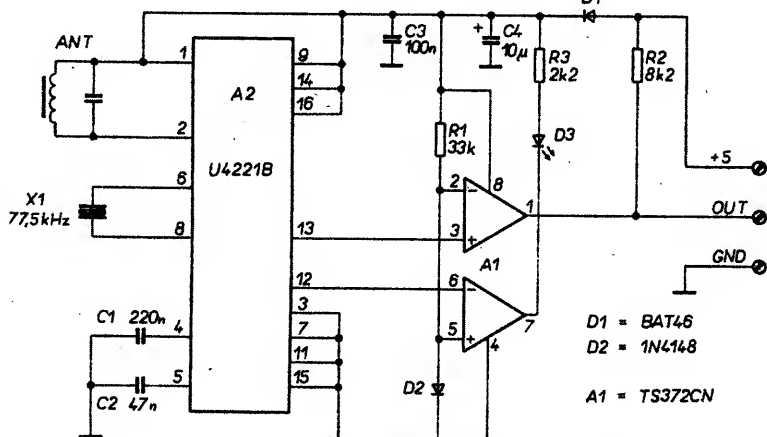 D1
ANT
1
2
6
8
4
5
X1
77,5kHz
C1 220n
C2 47n
A2
U4221B
9
14
16
13
12
3
7
11
15
C3
100n
+
C4
10µ
R3
2k2
R2
8k2
R1
33k
D3
2
-
8
3
+
1
A1
6
-
5
+
4
7
D2
+5
OUT
GND
D1 = BAT46
D2 = 1N4148
A1 = TS372CN